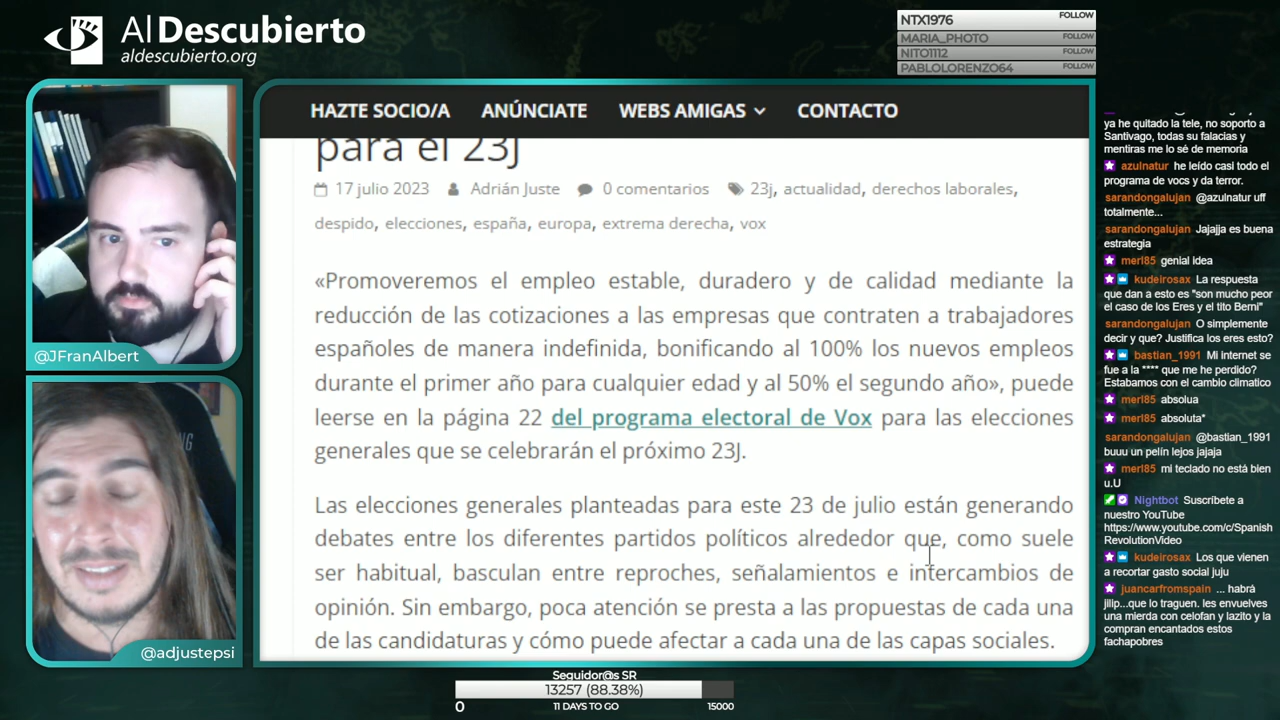 Al Descubierto
aldescubierto.org
NTX1976 FOLLOW
MARIA_PHOTO FOLLOW
NITO1112 FOLLOW
PABLOLORENZO64 FOLLOW
@JFranAlbert
@adjustepsi
HAZTE SOCIO/A ANÚNCIATE WEBS AMIGAS CONTACTO
para el 23J
17 julio 2023 Adrián Juste 0 comentarios 23j, actualidad, derechos laborales,
despido, elecciones, españa, europa, extrema derecha, vox
«Promoveremos el empleo estable, duradero y de calidad mediante la
reducción de las cotizaciones a las empresas que contraten a trabajadores
españoles de manera indefinida, bonificando al 100% los nuevos empleos
durante el primer año para cualquier edad y al 50% el segundo año», puede
leerse en la página 22 del programa electoral de Vox para las elecciones
generales que se celebrarán el próximo 23J.
Las elecciones generales planteadas para este 23 de julio están generando
debates entre los diferentes partidos políticos alrededor que, como suele
ser habitual, basculan entre reproches, señalamientos e intercambios de
opinión. Sin embargo, poca atención se presta a las propuestas de cada una
de las candidaturas y cómo puede afectar a cada una de las capas sociales.
ya he quitado la tele, no soporto a
Santivago, todas su falacias y
mentiras me lo sé de memoria
azulnatur he leído casi todo el
programa de vocs y da terror.
sarandongalujan @azulnatur uff
totalmente...
sarandongalujan Jajajja es buena
estrategia
merl85 genial idea
kudeirosax La respuesta
que dan a esto es "son mucho peor
el caso de los Eres y el tito Berni"
sarandongalujan O simplemente
decir y que? Justifica los eres esto?
bastian_1991 Mi internet se
fue a la **** que me he perdido?
Estabamos con el cambio climatico
merl85 absolua
merl85 absoluta*
sarandongalujan @bastian_1991
buuu un pelín lejos jajaja
merl85 mi teclado no está bien
u.U
Nightbot Suscríbete a
nuestro YouTube
https://www.youtube.com/c/Spanish
RevolutionVideo
kudeirosax Los que vienen
a recortar gasto social juju
juancarfromspain ... habrá
jilip...que lo traguen. les envuelves
una mierda con celofan y lazito y la
compran encantados estos
fachapobres
Seguidor@s SR
13257 (88.38%)
0 11 DAYS TO GO 15000